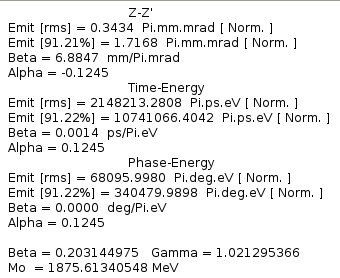 Z-Z'
Emit [rms] = 0.3434 Pi.mm.mrad [ Norm. ]
Emit [91.21%] = 1.7168 Pi.mm.mrad [ Norm. ]
Beta = 6.8847 mm/Pi.mrad
Alpha = -0.1245
Time-Energy
Emit [rms] = 2148213.2808 Pi.ps.eV [ Norm. ]
Emit [91.22%] = 10741066.4042 Pi.ps.eV [ Norm. ]
Beta = 0.0014 ps/Pi.eV
Alpha = 0.1245
Phase-Energy
Emit [rms] = 68095.9980 Pi.deg.eV [ Norm. ]
Emit [91.22%] = 340479.9898 Pi.deg.eV [ Norm. ]
Beta = 0.0000 deg/Pi.eV
Alpha = 0.1245
Beta = 0.203144975 Gamma = 1.021295366
Mo = 1875.61340548 MeV